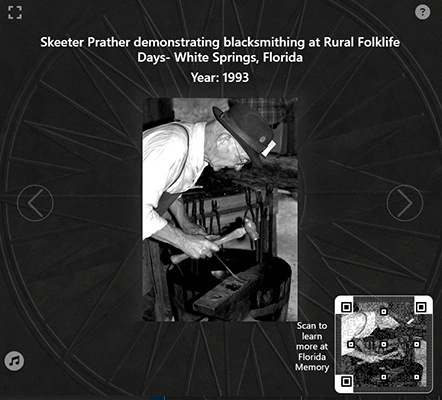 ?
Skeeter Prather demonstrating blacksmithing at Rural Folklife
Days- White Springs, Florida
Year: 1993
Scan to
learn
more at
Florida
Memory